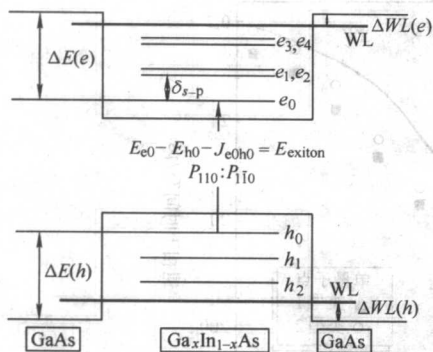 ΔE(e)
ΔWL(e)
WL
e₃,e₄
e₁,e₂
δₛ₋ₚ
e₀
Eₑ₀− Eₕ₀− Jₑ₀ₕ₀ = E_exiton
P₁₁₀:P₁₁̄₀
ΔE(h)
h₀
h₁
h₂
WL
ΔWL(h)
GaAs
GaₓIn₁₋ₓAs
GaAs